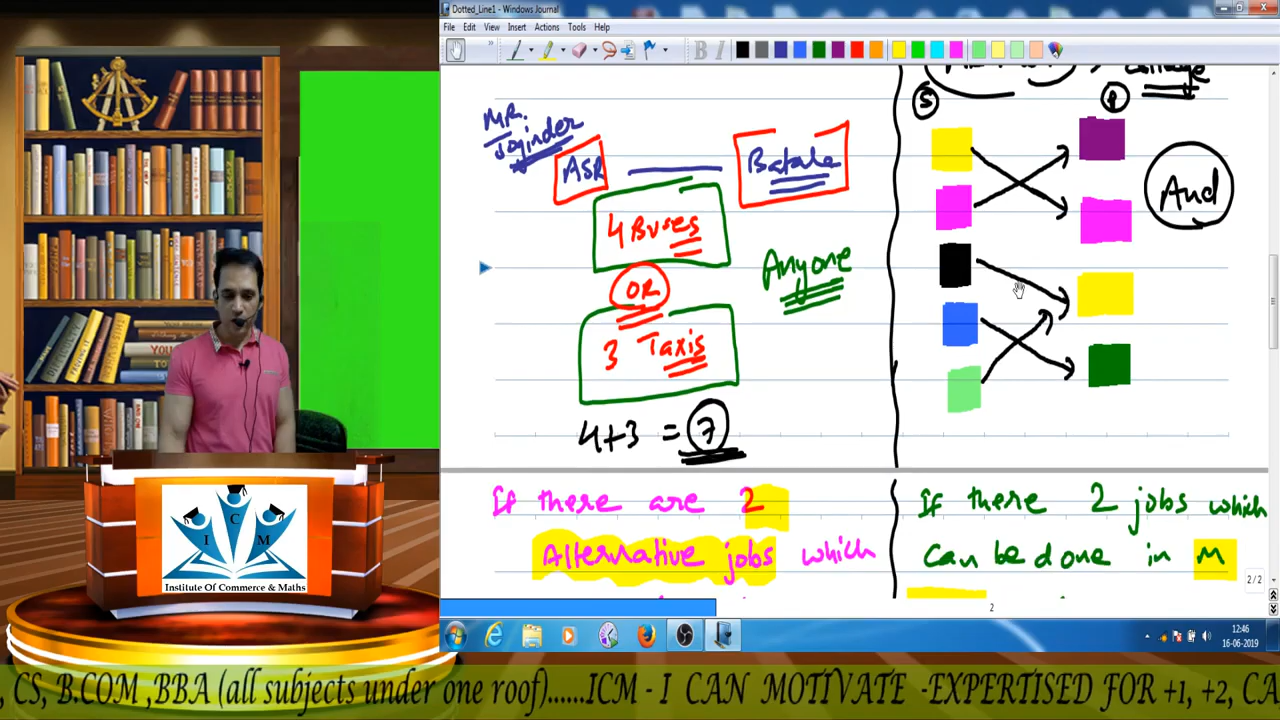 Dotted_Line1 - Windows Journal
File Edit View Insert Actions Tools Help
MR.
Joginder
ASR
Batala
4 Buses
OR
3 Taxis
Anyone
4+3 = 7
College
S
P
And
If there are 2
Alternative jobs which
If there 2 jobs which
can be done in M
2/2
2
C
I M
Institute Of Commerce & Maths
12:46
16-06-2019
, CS, B.COM ,BBA (all subjects under one roof)......ICM - I CAN MOTIVATE -EXPERTISED FOR +1, +2, CA,